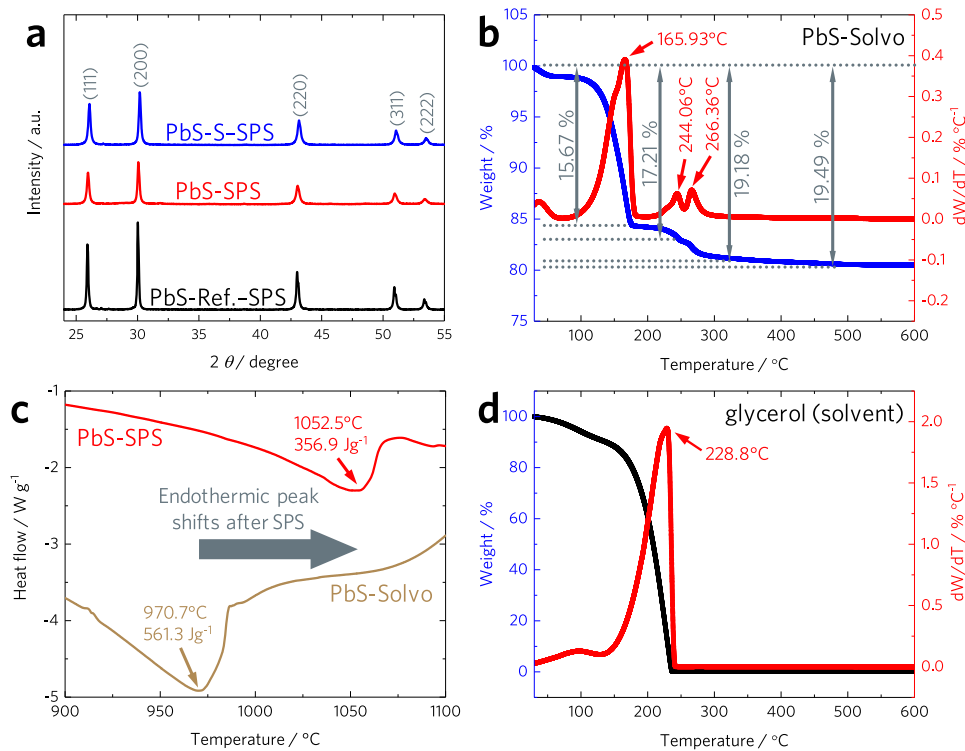 a
(111)
(200)
(220)
(311)
(222)
PbS-S-SPS
PbS-SPS
PbS-Ref.-SPS
Intensity / a.u.
25 30 35 40 45 50 55
2 θ / degree
b
PbS-Solvo
165.93°C
244.06°C
266.36°C
15.67 %
17.21 %
19.18 %
19.49 %
105
100
95
90
85
80
75
Weight / %
0.5
0.4
0.3
0.2
0.1
0.0
-0.1
-0.2
dW/dT / % °C⁻¹
100 200 300 400 500 600
Temperature / °C
c
PbS-SPS
1052.5°C
356.9 Jg⁻¹
Endothermic peak
shifts after SPS
PbS-Solvo
970.7°C
561.3 Jg⁻¹
-1
-2
-3
-4
-5
Heat flow / W g⁻¹
900 950 1000 1050 1100
Temperature / °C
d
glycerol (solvent)
228.8°C
100
80
60
40
20
0
Weight / %
2.0
1.5
1.0
0.5
0.0
dW/dT / % °C⁻¹
100 200 300 400 500 600
Temperature / °C